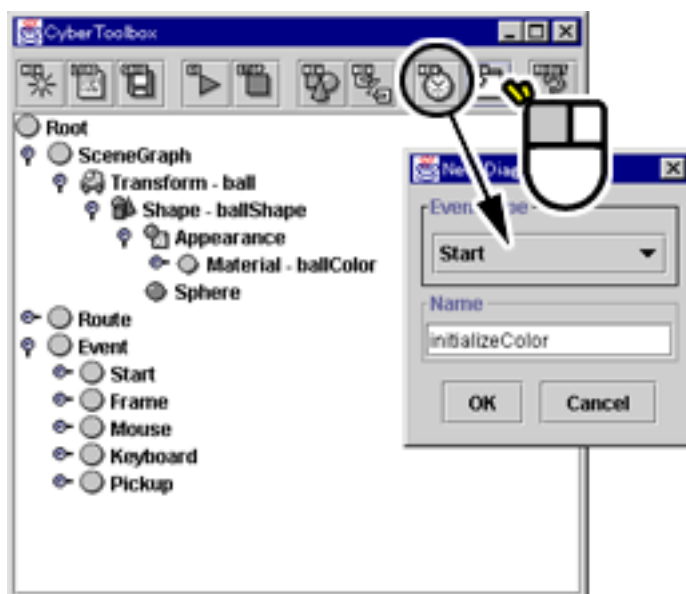 CyberToolbox
Root
SceneGraph
Transform - ball
Shape - ballShape
Appearance
Material - ballColor
Sphere
Route
Event
Start
Frame
Mouse
Keyboard
Pickup
Start
Name
initializeColor
OK Cancel